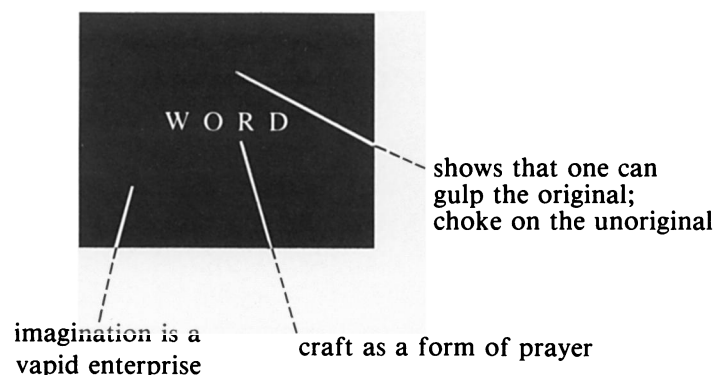 WORD
shows that one can
gulp the original;
choke on the unoriginal
imagination is a
vapid enterprise
craft as a form of prayer